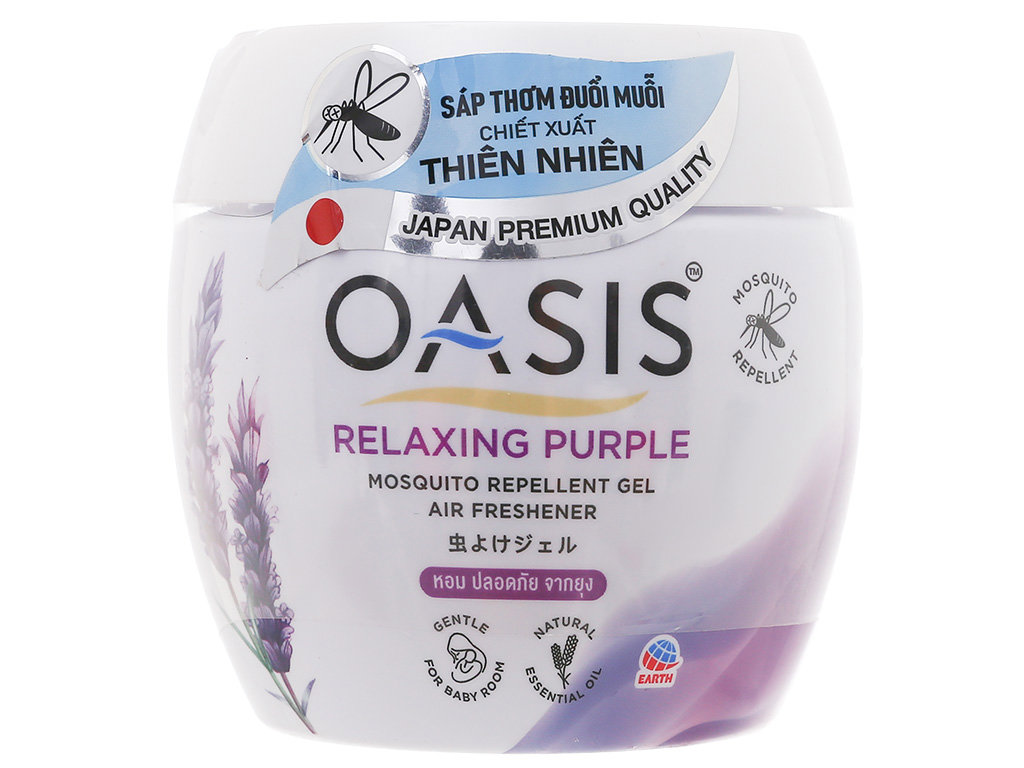 SÁP THƠM ĐUỔI MUỖI
CHIẾT XUẤT
THIÊN NHIÊN
JAPAN PREMIUM QUALITY
OASIS™
MOSQUITO
REPELLENT
RELAXING PURPLE
MOSQUITO REPELLENT GEL
AIR FRESHENER
虫よけジェル
หอม ปลอดภัย จากยุง
GENTLE
FOR BABY ROOM
NATURAL
ESSENTIAL OIL
EARTH